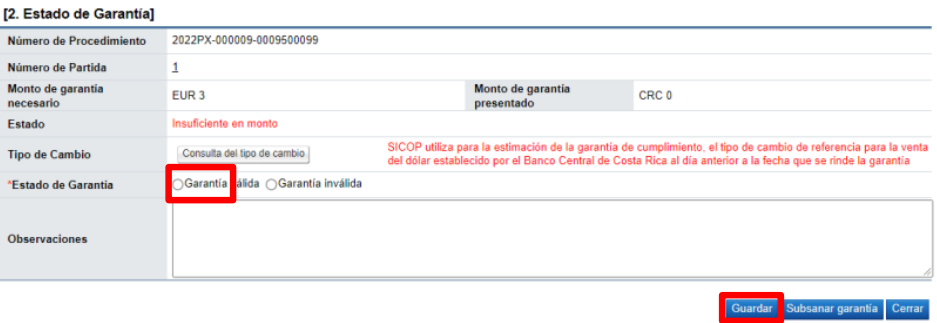 [2. Estado de Garantía]
Número de Procedimiento 2022PX-000009-0009500099
Número de Partida 1
Monto de garantía necesario EUR 3 Monto de garantía presentado CRC 0
Estado Insuficiente en monto
Tipo de Cambio Consulta del tipo de cambio SICOP utiliza para la estimación de la garantía de cumplimiento, el tipo de cambio de referencia para la venta
del dólar establecido por el Banco Central de Costa Rica al día anterior a la fecha que se rinde la garantía
*Estado de Garantía Garantía álida Garantía inválida
Observaciones
Guardar Subsanar garantía Cerrar